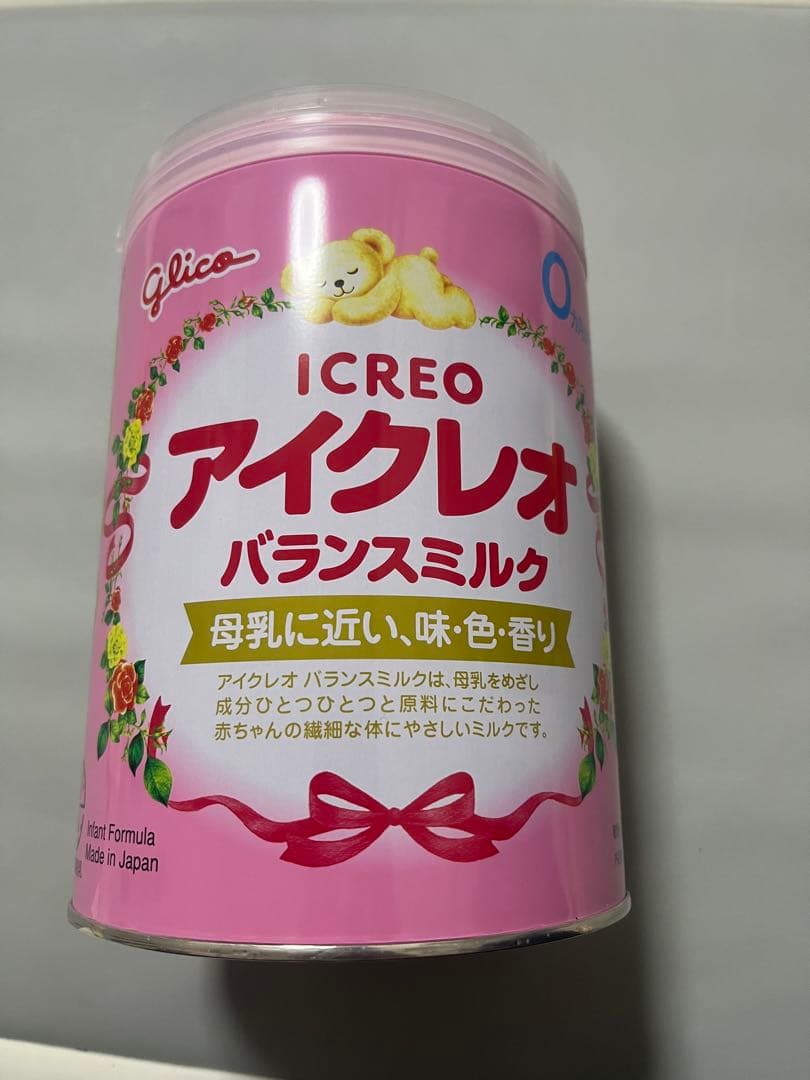 Glico
0
ICREO
アイクレオ
バランスミルク
母乳に近い、味・色・香り
アイクレオ バランスミルクは、母乳をめざし
成分ひとつひとつと原料にこだわった
赤ちゃんの繊細な体にやさしいミルクです。
Infant Formula
Made in Japan